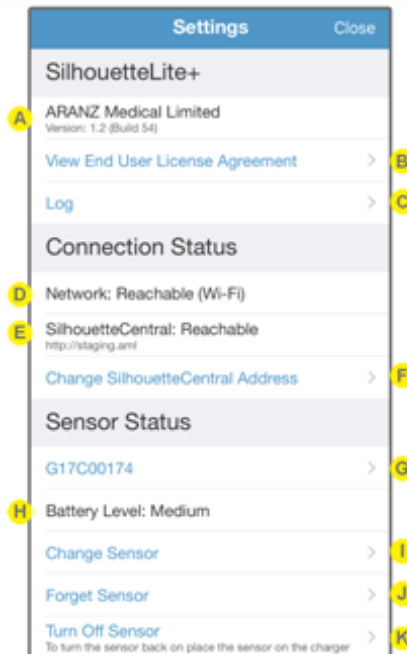 Settings
Close
SilhouetteLite+
A
ARANZ Medical Limited
Version: 1.2 (Build 54)
View End User License Agreement
B
Log
C
Connection Status
D
Network: Reachable (Wi-Fi)
E
SilhouetteCentral: Reachable
http://staging.aml
Change SilhouetteCentral Address
F
Sensor Status
G17C00174
G
H
Battery Level: Medium
Change Sensor
I
Forget Sensor
J
Turn Off Sensor
K
To turn the sensor back on place the sensor on the charger